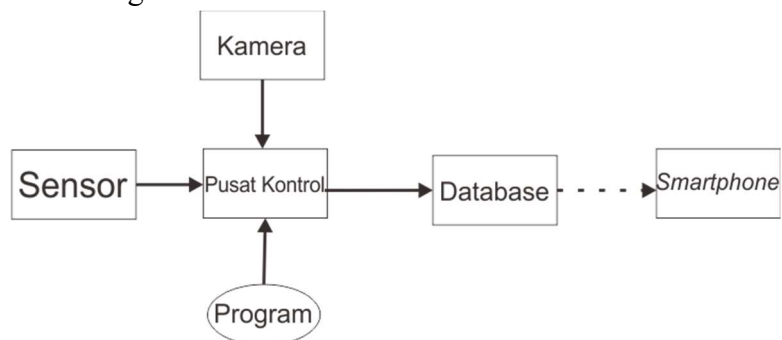 Kamera
Sensor
Pusat Kontrol
Database
Smartphone
Program